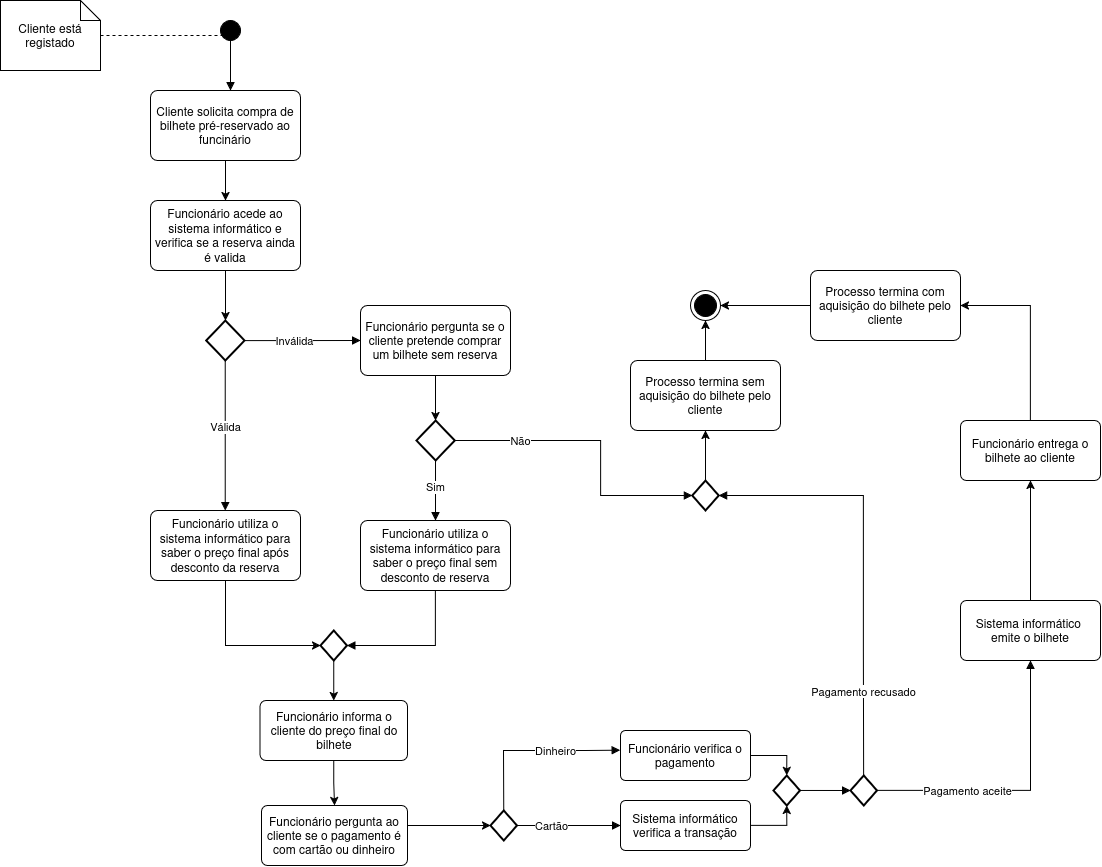 Cliente está
registado
Cliente solicita compra de
bilhete pré-reservado ao
funcinário
Funcionário acede ao
sistema informático e
verifica se a reserva ainda
é valida
Inválida
Funcionário pergunta se o
cliente pretende comprar
um bilhete sem reserva
Válida
Não
Sim
Funcionário utiliza o
sistema informático para
saber o preço final após
desconto da reserva
Funcionário utiliza o
sistema informático para
saber o preço final sem
desconto de reserva
Processo termina com
aquisição do bilhete pelo
cliente
Processo termina sem
aquisição do bilhete pelo
cliente
Funcionário entrega o
bilhete ao cliente
Sistema informático
emite o bilhete
Funcionário informa o
cliente do preço final do
bilhete
Funcionário pergunta ao
cliente se o pagamento é
com cartão ou dinheiro
Dinheiro
Cartão
Funcionário verifica o
pagamento
Sistema informático
verifica a transação
Pagamento recusado
Pagamento aceite